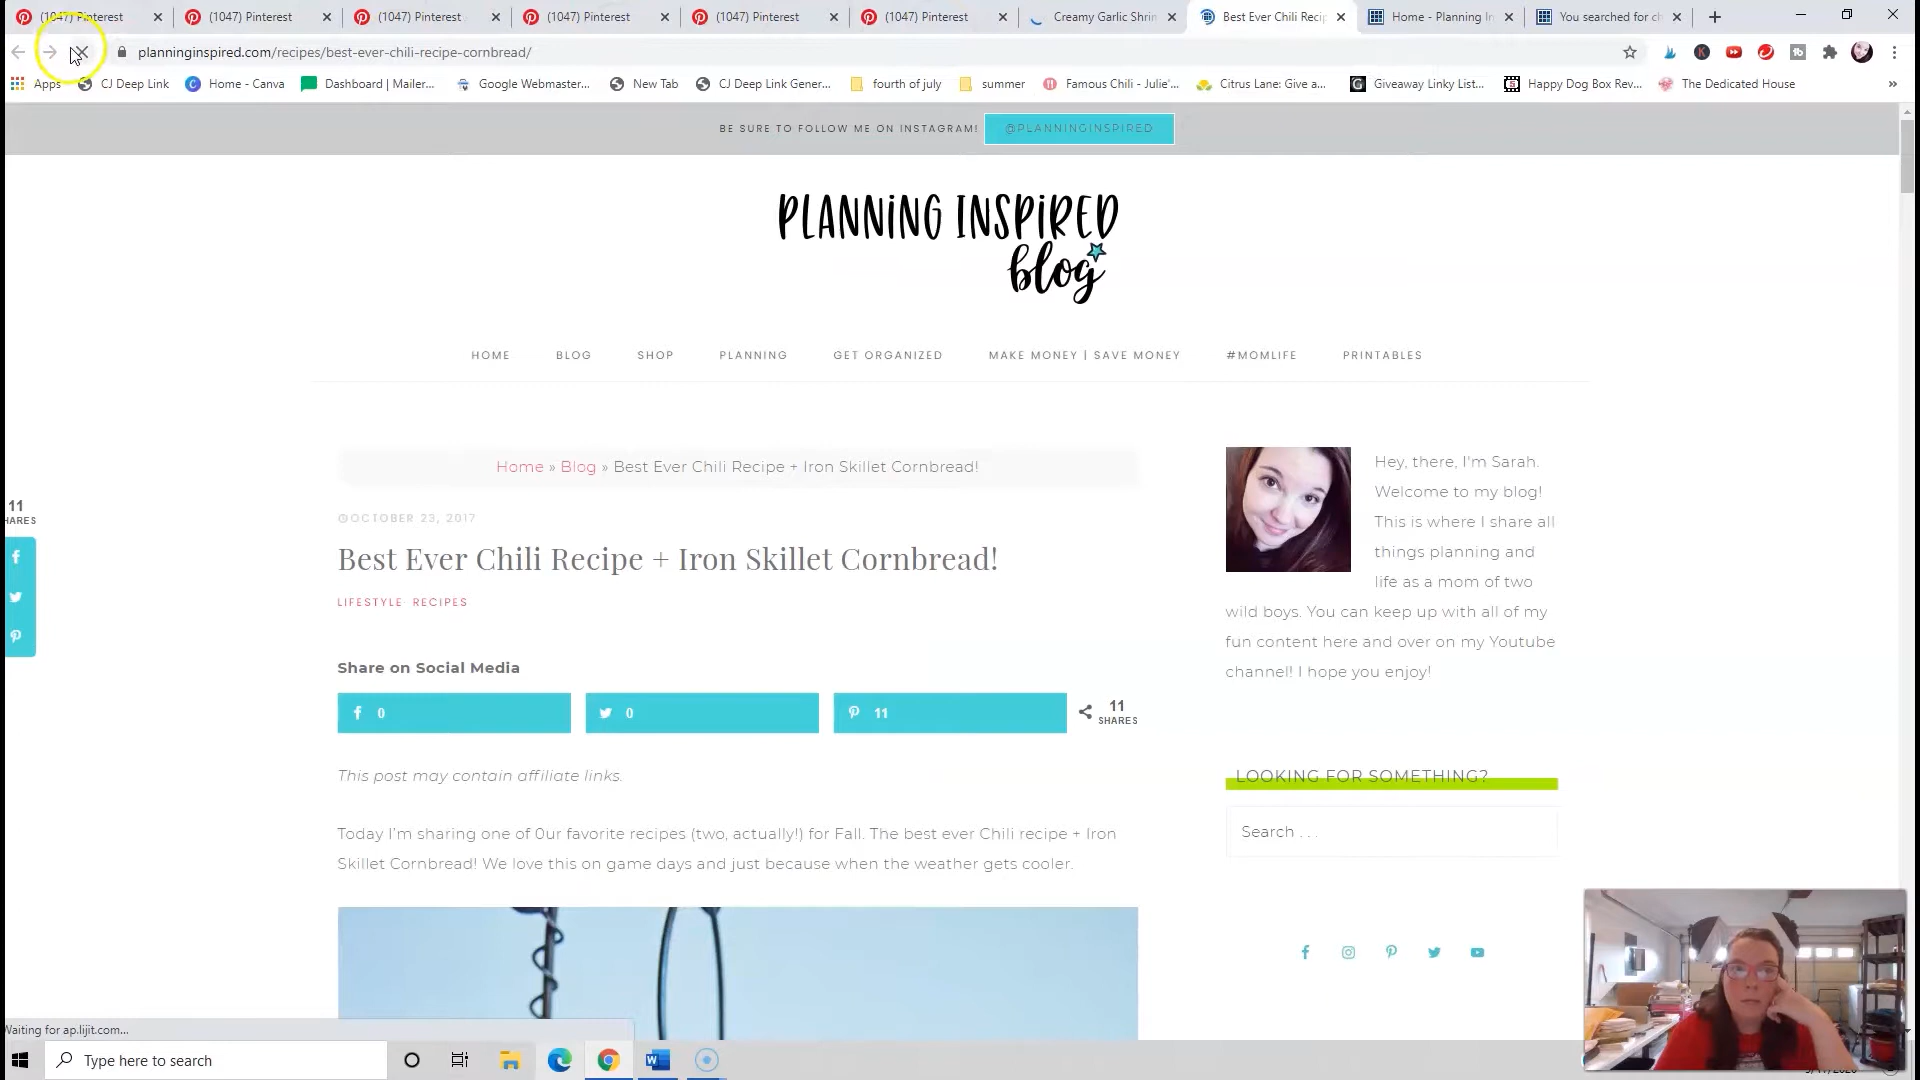 (1047) Pinterest (1047) Pinterest (1047) Pinterest (1047) Pinterest (1047) Pinterest (1047) Pinterest Creamy Garlic Shrin Best Ever Chili Recip Home - Planning In You searched for ch
planninginspired.com/recipes/best-ever-chili-recipe-cornbread/
Apps CJ Deep Link Home - Canva Dashboard | Mailer... Google Webmaster... New Tab CJ Deep Link Gener... fourth of july summer Famous Chili - Julie'... Citrus Lane: Give a... Giveaway Linky List... Happy Dog Box Rev... The Dedicated House »
BE SURE TO FOLLOW ME ON INSTAGRAM! @PLANNINGINSPIRED
PLANNING INSPIRED
blog
HOME BLOG SHOP PLANNING GET ORGANIZED MAKE MONEY | SAVE MONEY #MOMLIFE PRINTABLES
Home » Blog » Best Ever Chili Recipe + Iron Skillet Cornbread!
OCTOBER 23, 2017
Best Ever Chili Recipe + Iron Skillet Cornbread!
LIFESTYLE· RECIPES
11
HARES
Share on Social Media
0 0 11 11
SHARES
This post may contain affiliate links.
Today I'm sharing one of 0ur favorite recipes (two, actually!) for Fall. The best ever Chili recipe + Iron
Skillet Cornbread! We love this on game days and just because when the weather gets cooler.
Hey, there, I'm Sarah.
Welcome to my blog!
This is where I share all
things planning and
life as a mom of two
wild boys. You can keep up with all of my
fun content here and over on my Youtube
channel! I hope you enjoy!
LOOKING FOR SOMETHING?
Search . . .
Waiting for ap.lijit.com...
Type here to search